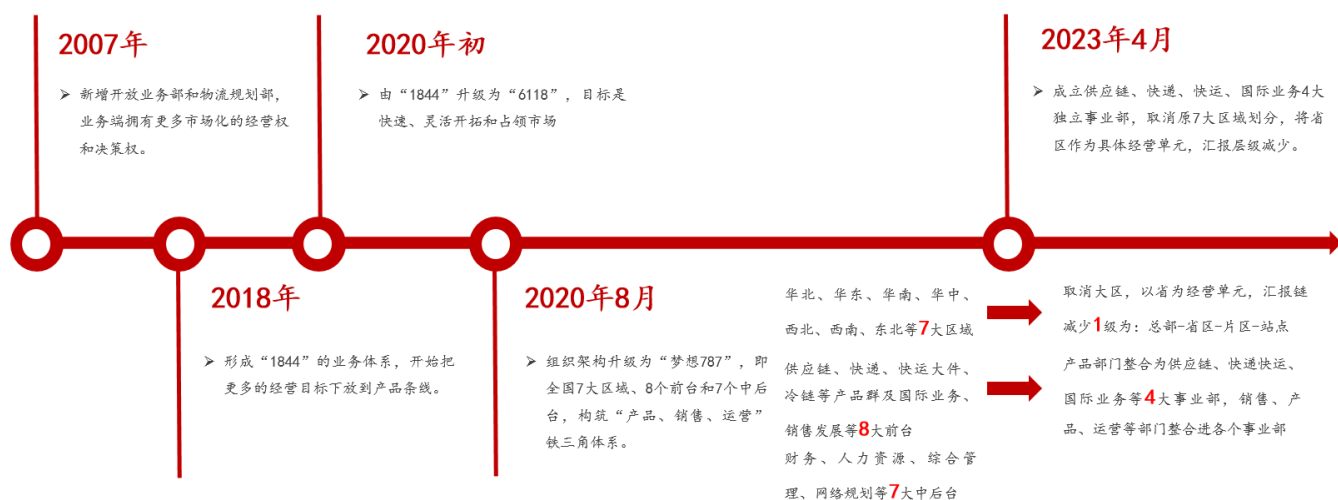 2007年
➢ 新增开放业务部和物流规划部，
业务端拥有更多市场化的经营权
和决策权。
2020年初
➢ 由“1844”升级为“6118”，目标是
快速、灵活开拓和占领市场
2023年4月
➢ 成立供应链、快递、快运、国际业务4大
独立事业部，取消原7大区域划分，将省
区作为具体经营单元，汇报层级减少。
2018年
➢ 形成“1844”的业务体系，开始把
更多的经营目标下放到产品条线。
2020年8月
➢ 组织架构升级为“梦想787”，即
全国7大区域、8个前台和7个中后
台，构筑“产品、销售、运营”
铁三角体系。
华北、华东、华南、华中、
西北、西南、东北等7大区域
供应链、快递、快运大件、
冷链等产品群及国际业务、
销售发展等8大前台
财务、人力资源、综合管
理、网络规划等7大中后台
取消大区，以省为经营单元，汇报链
减少1级为：总部-省区-片区-站点
产品部门整合为供应链、快递快运、
国际业务等4大事业部，销售、产
品、运营等部门整合进各个事业部